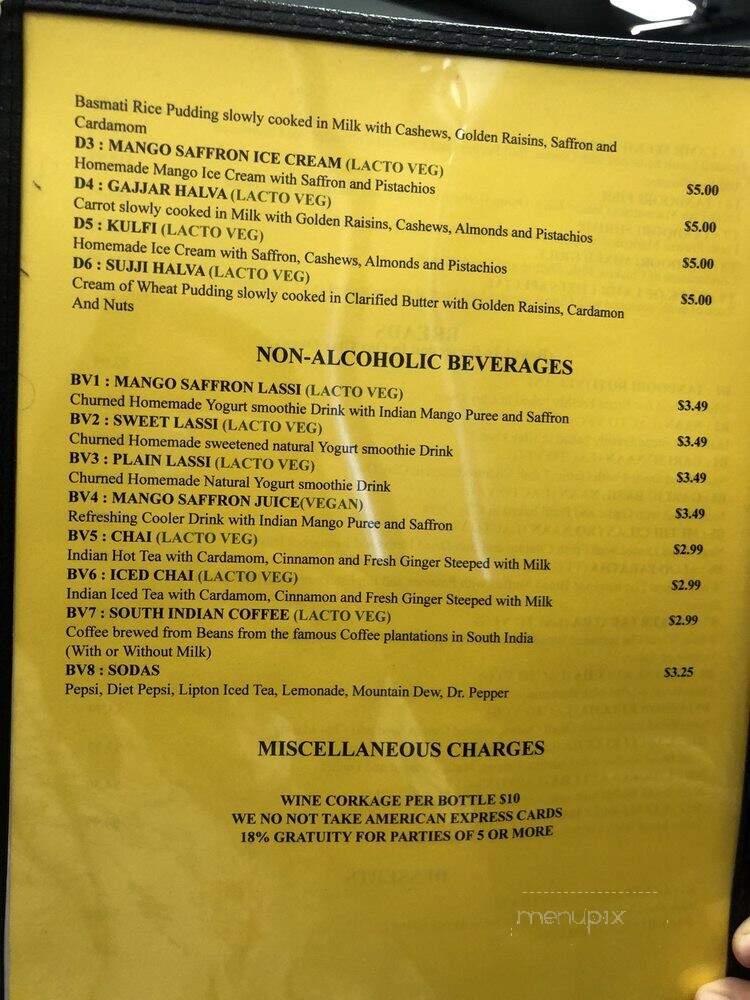 Basmati Rice Pudding slowly cooked in Milk with Cashews, Golden Raisins, Saffron and
Cardamom
D3 : MANGO SAFFRON ICE CREAM (LACTO VEG) $5.00
Homemade Mango Ice Cream with Saffron and Pistachios
D4 : GAJJAR HALVA (LACTO VEG) $5.00
Carrot slowly cooked in Milk with Golden Raisins, Cashews, Almonds and Pistachios
D5 : KULFI (LACTO VEG) $5.00
Homemade Ice Cream with Saffron, Cashews, Almonds and Pistachios
D6 : SUJJI HALVA (LACTO VEG) $5.00
Cream of Wheat Pudding slowly cooked in Clarified Butter with Golden Raisins, Cardamon
And Nuts
NON-ALCOHOLIC BEVERAGES
BV1 : MANGO SAFFRON LASSI (LACTO VEG) $3.49
Churned Homemade Yogurt smoothie Drink with Indian Mango Puree and Saffron
BV2 : SWEET LASSI (LACTO VEG) $3.49
Churned Homemade sweetened natural Yogurt smoothie Drink
BV3 : PLAIN LASSI (LACTO VEG) $3.49
Churned Homemade Natural Yogurt smoothie Drink
BV4 : MANGO SAFFRON JUICE(VEGAN) $3.49
Refreshing Cooler Drink with Indian Mango Puree and Saffron
BV5 : CHAI (LACTO VEG) $2.99
Indian Hot Tea with Cardamom, Cinnamon and Fresh Ginger Steeped with Milk
BV6 : ICED CHAI (LACTO VEG) $2.99
Indian Iced Tea with Cardamom, Cinnamon and Fresh Ginger Steeped with Milk
BV7 : SOUTH INDIAN COFFEE (LACTO VEG) $2.99
Coffee brewed from Beans from the famous Coffee plantations in South India
(With or Without Milk)
BV8 : SODAS $3.25
Pepsi, Diet Pepsi, Lipton Iced Tea, Lemonade, Mountain Dew, Dr. Pepper
MISCELLANEOUS CHARGES
WINE CORKAGE PER BOTTLE $10
WE NO NOT TAKE AMERICAN EXPRESS CARDS
18% GRATUITY FOR PARTIES OF 5 OR MORE
menupix